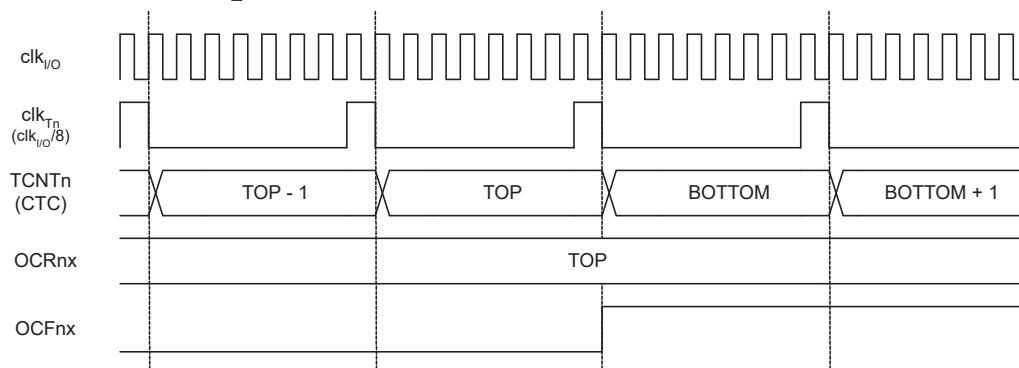 clkI/O
clkTn
(clkI/O/8)
TCNTn
(CTC)
TOP - 1
TOP
BOTTOM
BOTTOM + 1
OCRnx
TOP
OCFnx